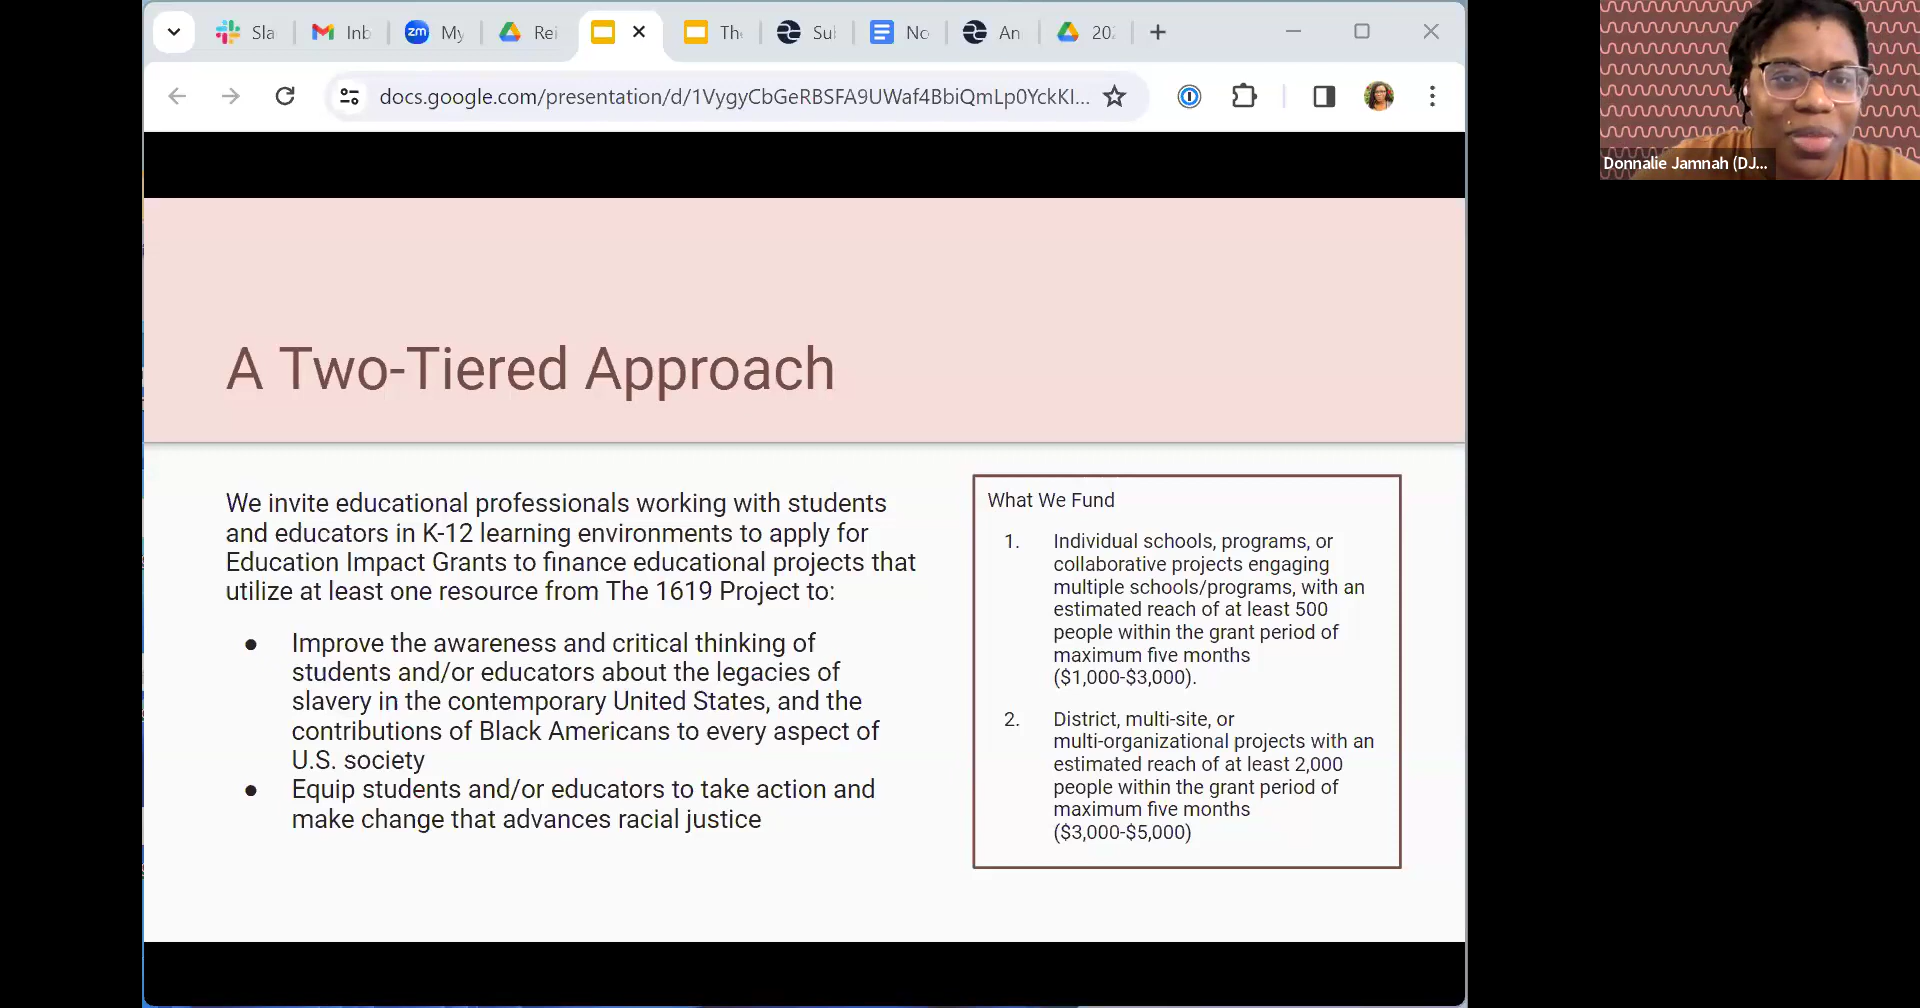 Sla
Inb
zm
My
Rei
Th
Su
No
An
20
docs.google.com/presentation/d/1VygyCbGeRBSFA9UWaf4BbiQmLp0YckKI...
Donnalie Jamnah (DJ...
A Two-Tiered Approach
We invite educational professionals working with students
and educators in K-12 learning environments to apply for
Education Impact Grants to finance educational projects that
utilize at least one resource from The 1619 Project to:
● Improve the awareness and critical thinking of
students and/or educators about the legacies of
slavery in the contemporary United States, and the
contributions of Black Americans to every aspect of
U.S. society
● Equip students and/or educators to take action and
make change that advances racial justice
What We Fund
1. Individual schools, programs, or
collaborative projects engaging
multiple schools/programs, with an
estimated reach of at least 500
people within the grant period of
maximum five months
($1,000-$3,000).
2. District, multi-site, or
multi-organizational projects with an
estimated reach of at least 2,000
people within the grant period of
maximum five months
($3,000-$5,000)